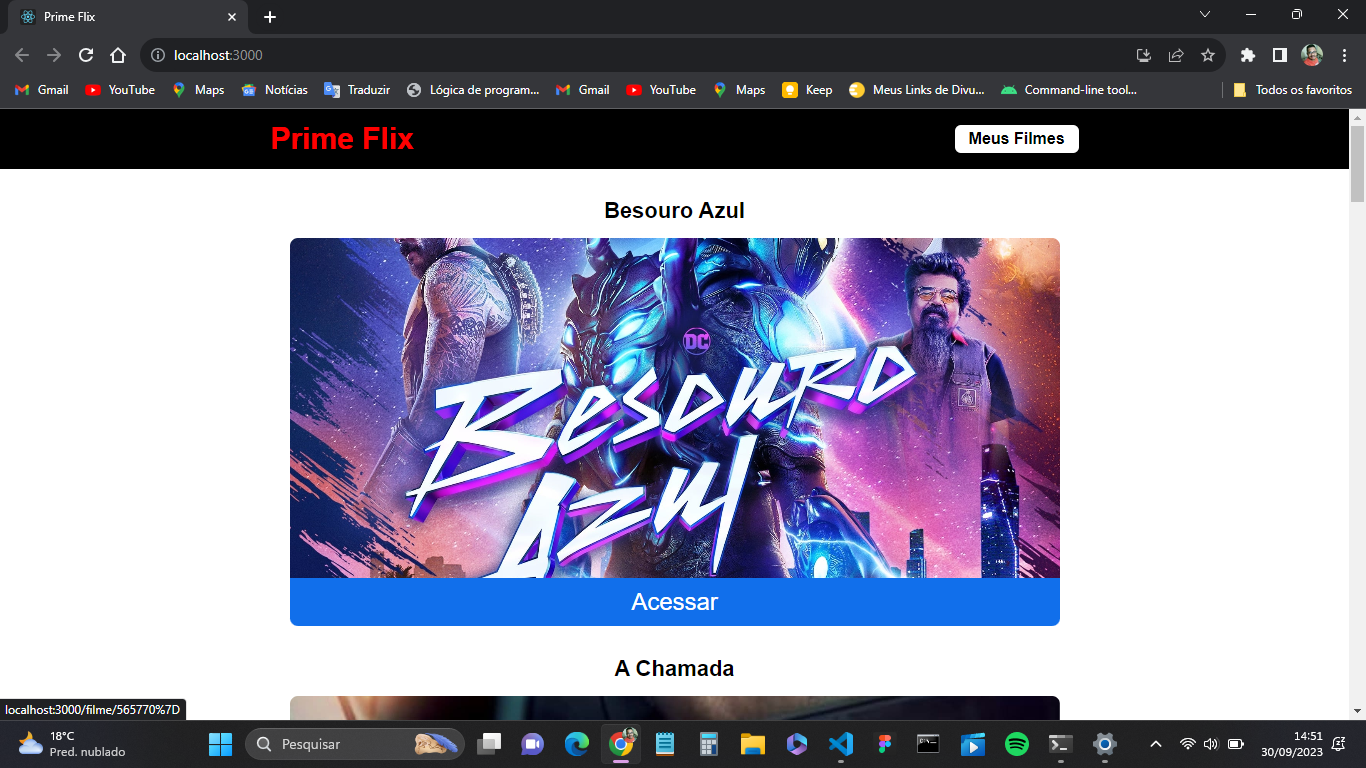 Prime Flix
localhost:3000
Gmail YouTube Maps Notícias Traduzir Lógica de program... Gmail YouTube Maps Keep Meus Links de Divu... Command-line tool... Todos os favoritos
Prime Flix Meus Filmes
Besouro Azul
DC
Besouro
Azul
Acessar
A Chamada
localhost:3000/filme/565770%7D
18°C
Pred. nublado
Pesquisar
14:51
30/09/2023